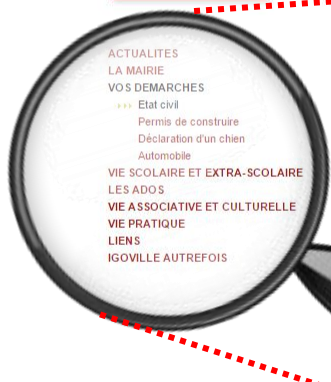 ACTUALITES
LA MAIRIE
VOS DEMARCHES
››› Etat civil
Permis de construire
Déclaration d'un chien
Automobile
VIE SCOLAIRE ET EXTRA-SCOLAIRE
LES ADOS
VIE ASSOCIATIVE ET CULTURELLE
VIE PRATIQUE
LIENS
IGOVILLE AUTREFOIS